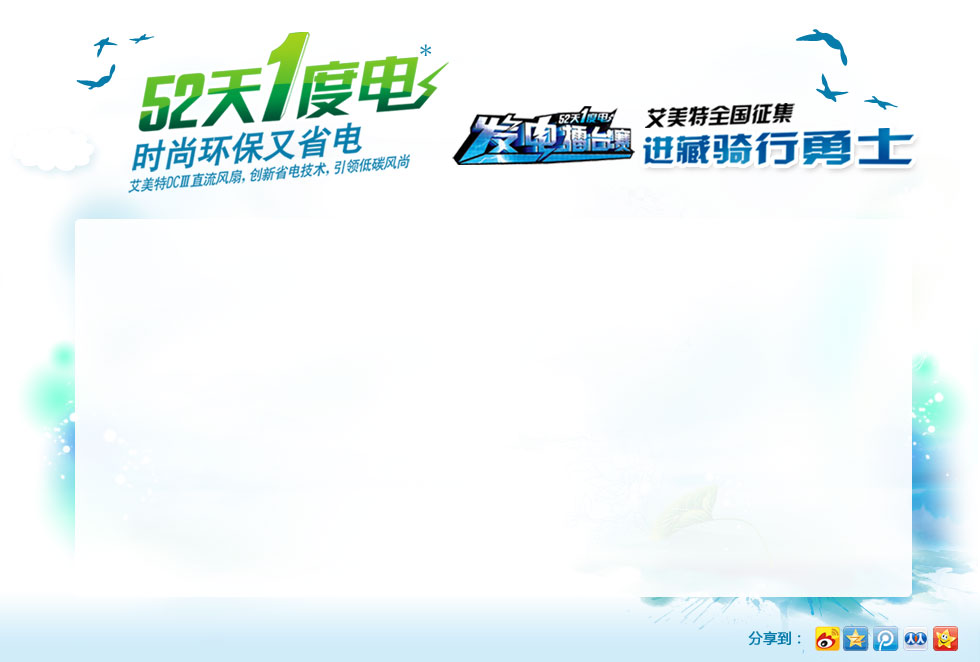 52天1度电*
时尚环保又省电
艾美特DCⅢ直流风扇，创新省电技术，引领低碳风尚
52天1度电
发电擂台赛
艾美特全国征集
进藏骑行勇士
分享到：